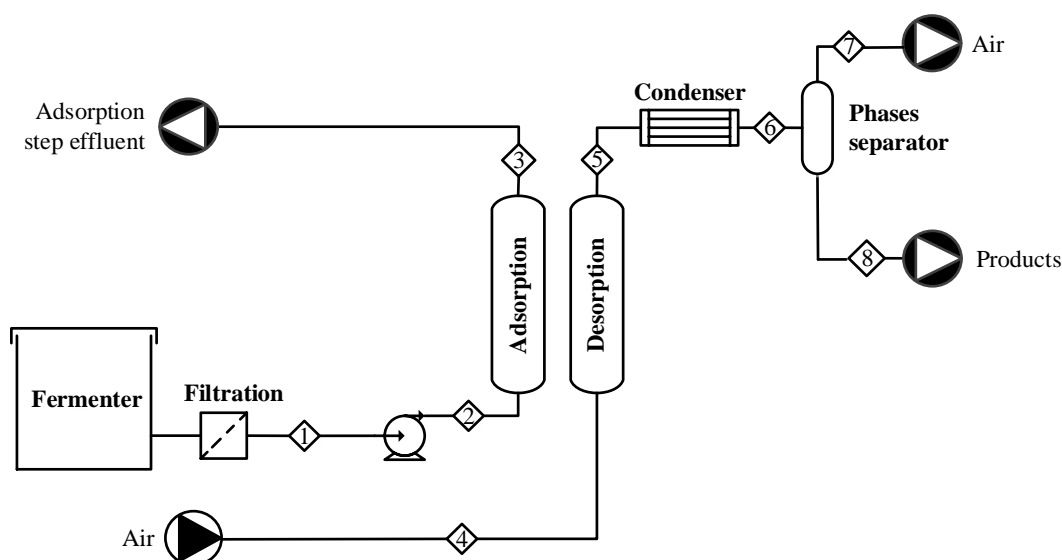 7
Air
Condenser
Adsorption
step effluent
6
Phases
separator
3
5
Adsorption
Desorption
8
Products
Fermenter
Filtration
1
2
Air
4